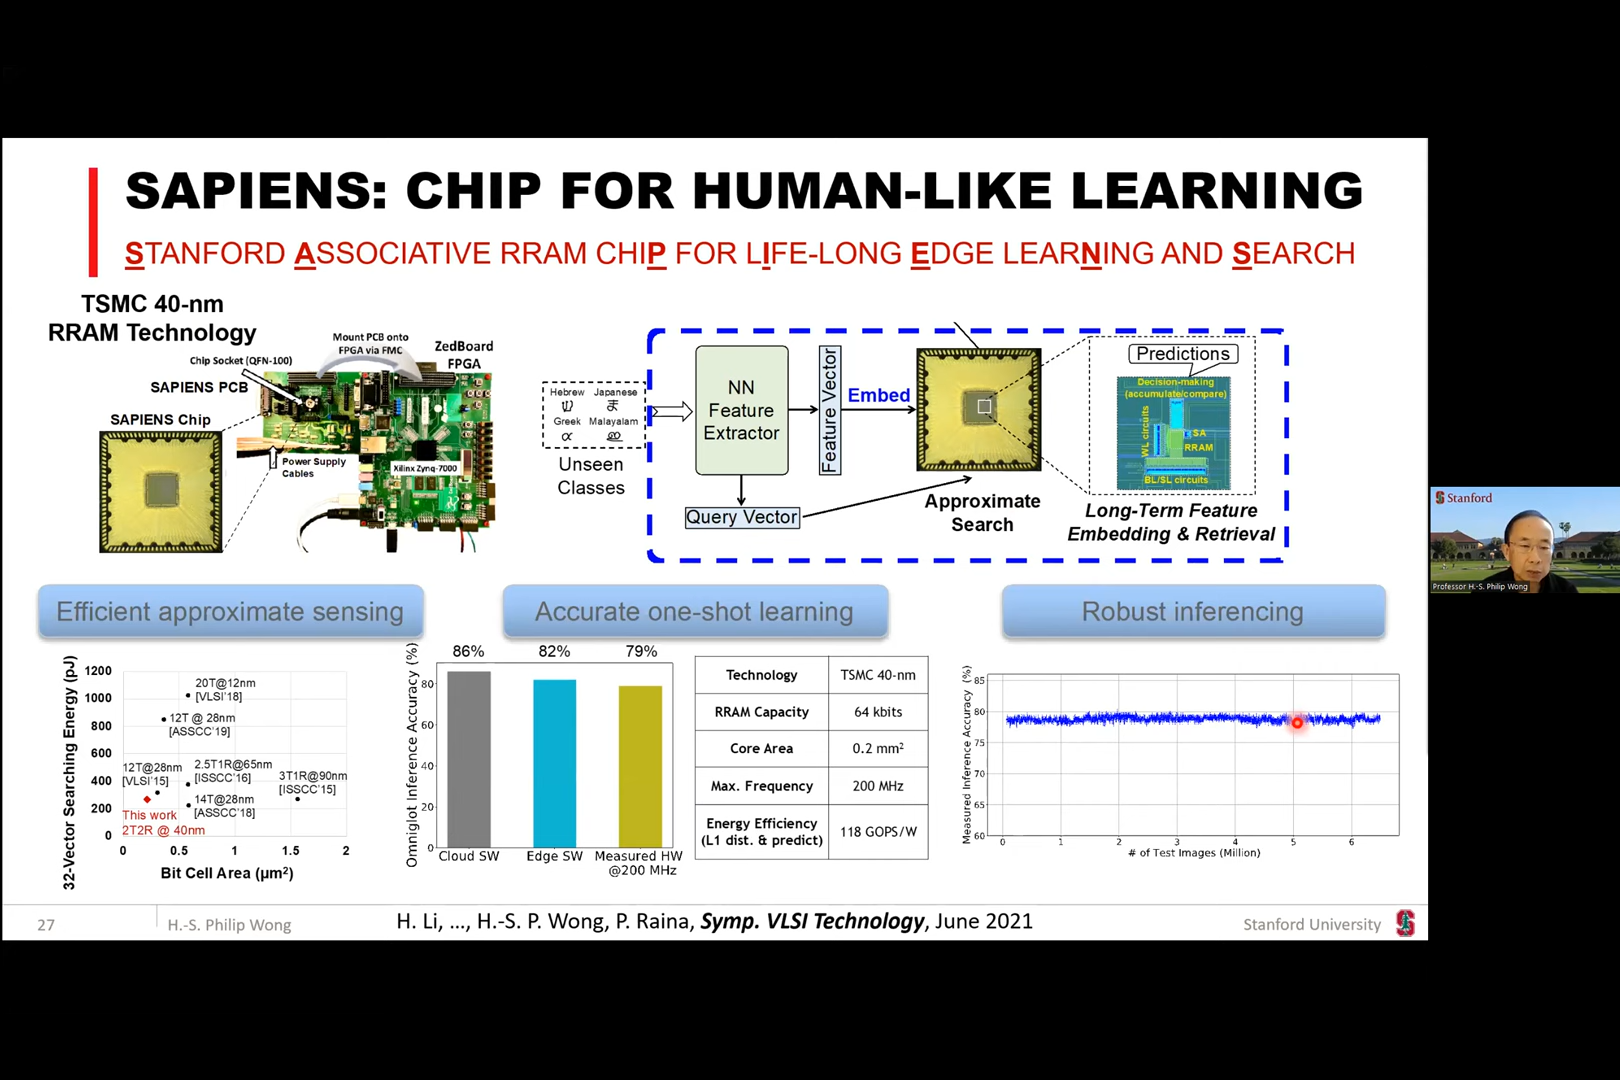 SAPIENS: CHIP FOR HUMAN-LIKE LEARNING
STANFORD ASSOCIATIVE RRAM CHIP FOR LIFE-LONG EDGE LEARNING AND SEARCH
TSMC 40-nm
RRAM Technology
Chip Socket (QFN-100)
Mount PCB onto
FPGA via FMC
ZedBoard
FPGA
SAPIENS PCB
SAPIENS Chip
Power Supply
Cables
Xilinx Zynq-7000
Hebrew Japanese
Greek Malayalam
α
Unseen
Classes
NN
Feature
Extractor
Feature Vector
Embed
Query Vector
Approximate
Search
Predictions
Decision-making
(accumulate/compare)
WL circuits
SA
RRAM
BL/SL circuits
Long-Term Feature
Embedding & Retrieval
Stanford
Professor H.-S. Philip Wong
Efficient approximate sensing
Accurate one-shot learning
Robust inferencing
32-Vector Searching Energy (pJ)
1200
1000
800
600
400
200
0
20T@12nm
[VLSI'18]
12T @ 28nm
[ASSCC'19]
12T@28nm
[VLSI'15]
2.5T1R@65nm
[ISSCC'16]
3T1R@90nm
[ISSCC'15]
14T@28nm
[ASSCC'18]
This work
2T2R @ 40nm
0 0.5 1 1.5 2
Bit Cell Area (µm²)
Omniglot Inference Accuracy (%)
86% 82% 79%
80
60
40
20
0
Cloud SW Edge SW Measured HW
@200 MHz
Technology TSMC 40-nm
RRAM Capacity 64 kbits
Core Area 0.2 mm²
Max. Frequency 200 MHz
Energy Efficiency
(L1 dist. & predict) 118 GOPS/W
Measured Inference Accuracy (%)
85
80
75
70
65
60
0 1 2 3 4 5 6
# of Test Images (Million)
27
H.-S. Philip Wong
H. Li, ..., H.-S. P. Wong, P. Raina, Symp. VLSI Technology, June 2021
Stanford University